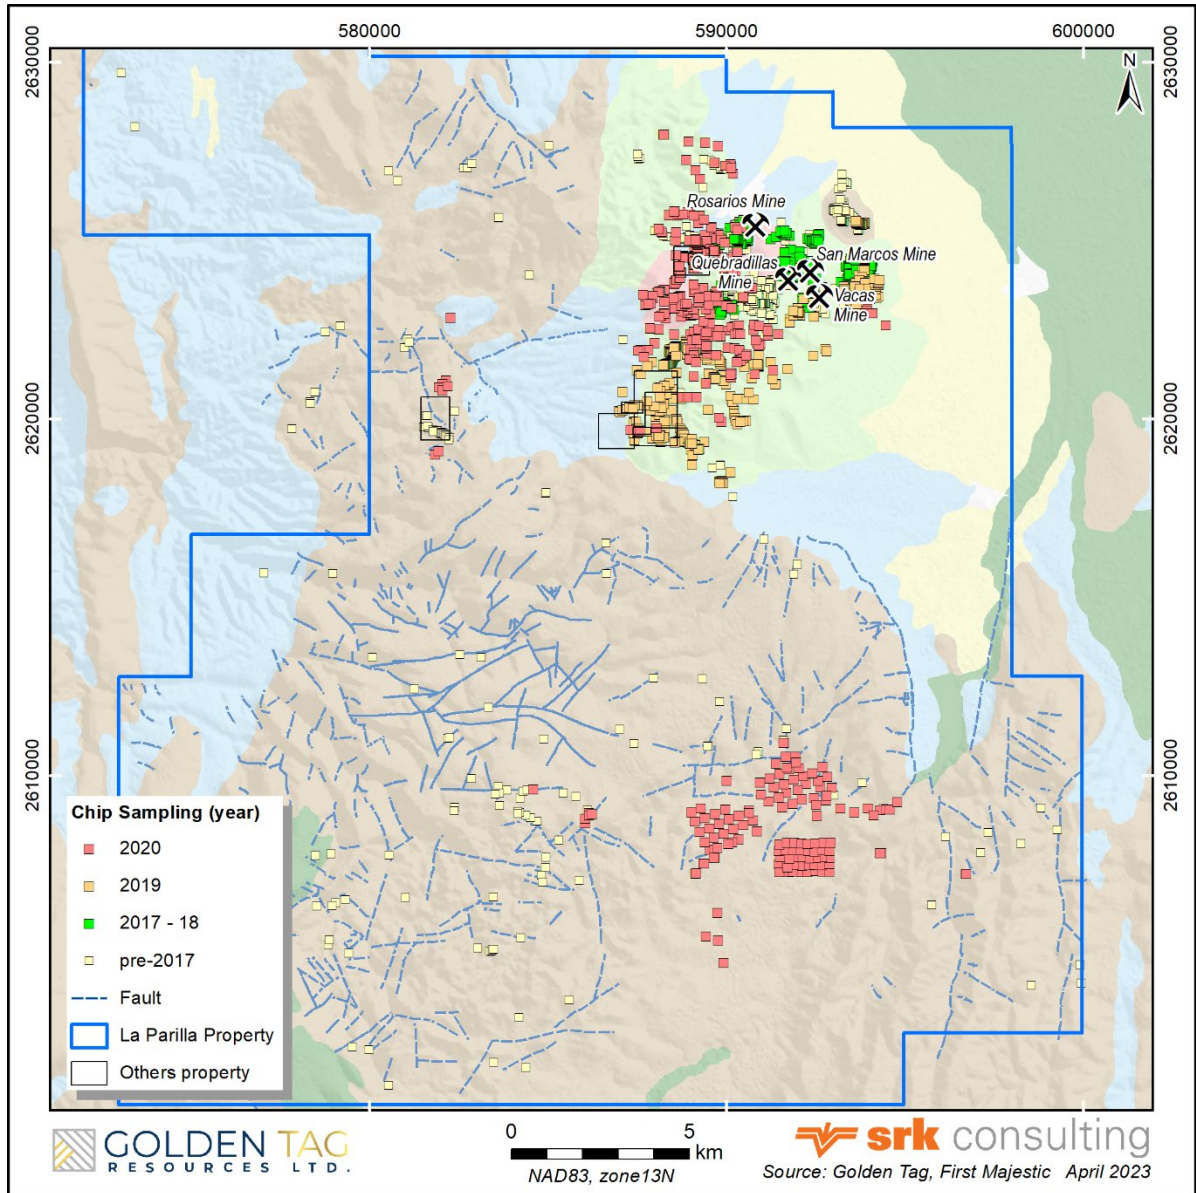 580000
590000
600000
2630000
2630000
N
Rosarios Mine
San Marcos Mine
Quebradillas
Mine
Vacas
Mine
2620000
2620000
2610000
2610000
Chip Sampling (year)
2020
2019
2017 - 18
pre-2017
Fault
La Parilla Property
Others property
GOLDEN TAG
RESOURCES LTD.
0 5
km
NAD83, zone13N
srk consulting
Source: Golden Tag, First Majestic April 2023